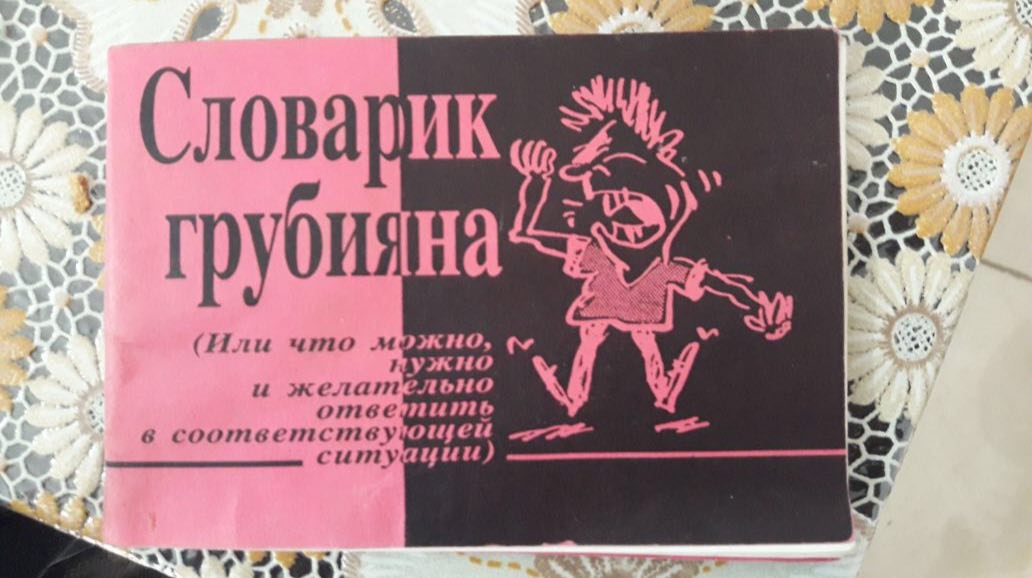 Словарик
грубияна
(Или что можно,
нужно
и желательно
ответить
в соответствующей
ситуации)